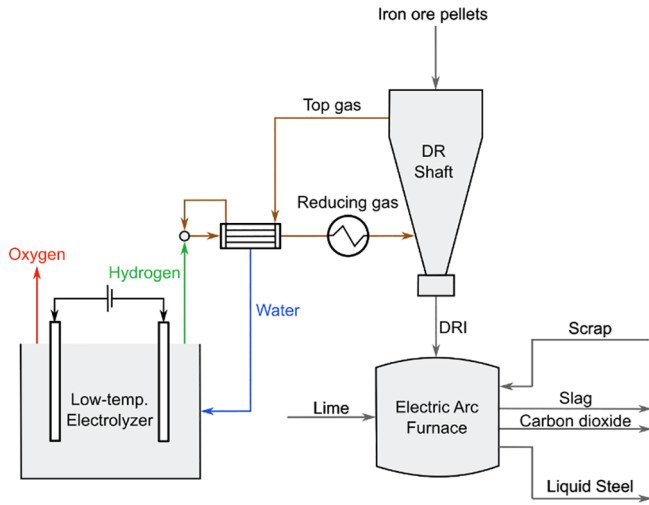 Iron ore pellets
Top gas
DR
Shaft
Reducing gas
Oxygen
Hydrogen
Water
DRI
Scrap
Low-temp.
Electrolyzer
Lime
Electric Arc
Furnace
Slag
Carbon dioxide
Liquid Steel